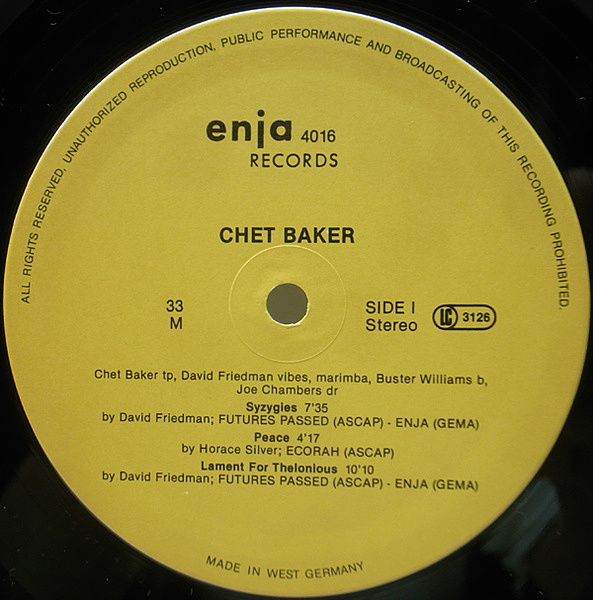 ALL RIGHTS RESERVED, UNAUTHORIZED REPRODUCTION, PUBLIC PERFORMANCE AND BROADCASTING OF THIS RECORDING PROHIBITED.
enja 4016
RECORDS
CHET BAKER
33
M
SIDE I
Stereo
LC 3126
Chet Baker tp, David Friedman vibes, marimba, Buster Williams b,
Joe Chambers dr
Syzygies 7'35
by David Friedman; FUTURES PASSED (ASCAP) - ENJA (GEMA)
Peace 4'17
by Horace Silver; ECORAH (ASCAP)
Lament For Thelonious 10'10
by David Friedman; FUTURES PASSED (ASCAP) - ENJA (GEMA)
MADE IN WEST GERMANY